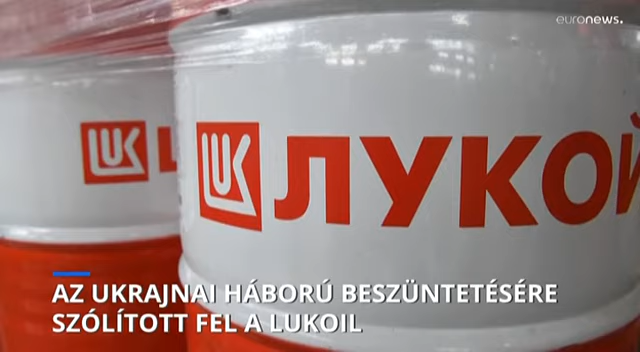 euronews.
LUK ЛУКОЙ
LUK
AZ UKRAJNAI HÁBORÚ BESZÜNTETÉSÉRE
SZÓLÍTOTT FEL A LUKOIL